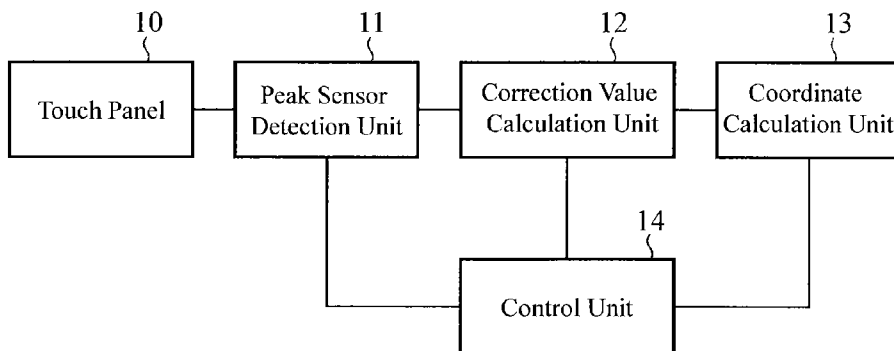 10
11
12
13
Touch Panel
Peak Sensor
Detection Unit
Correction Value
Calculation Unit
Coordinate
Calculation Unit
14
Control Unit